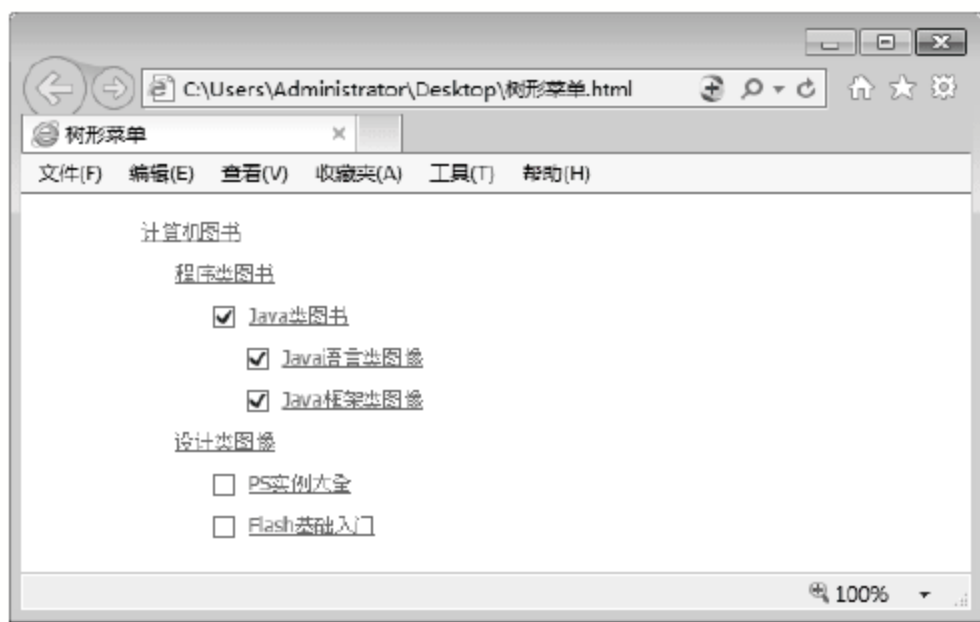 C:\Users\Administrator\Desktop\树形菜单.html
树形菜单
文件(F) 编辑(E) 查看(V) 收藏夹(A) 工具(T) 帮助(H)
计算机图书
程序类图书
Java类图书
Java语言类图像
Java框架类图像
设计类图像
PS实例大全
Flash基础入门
100%